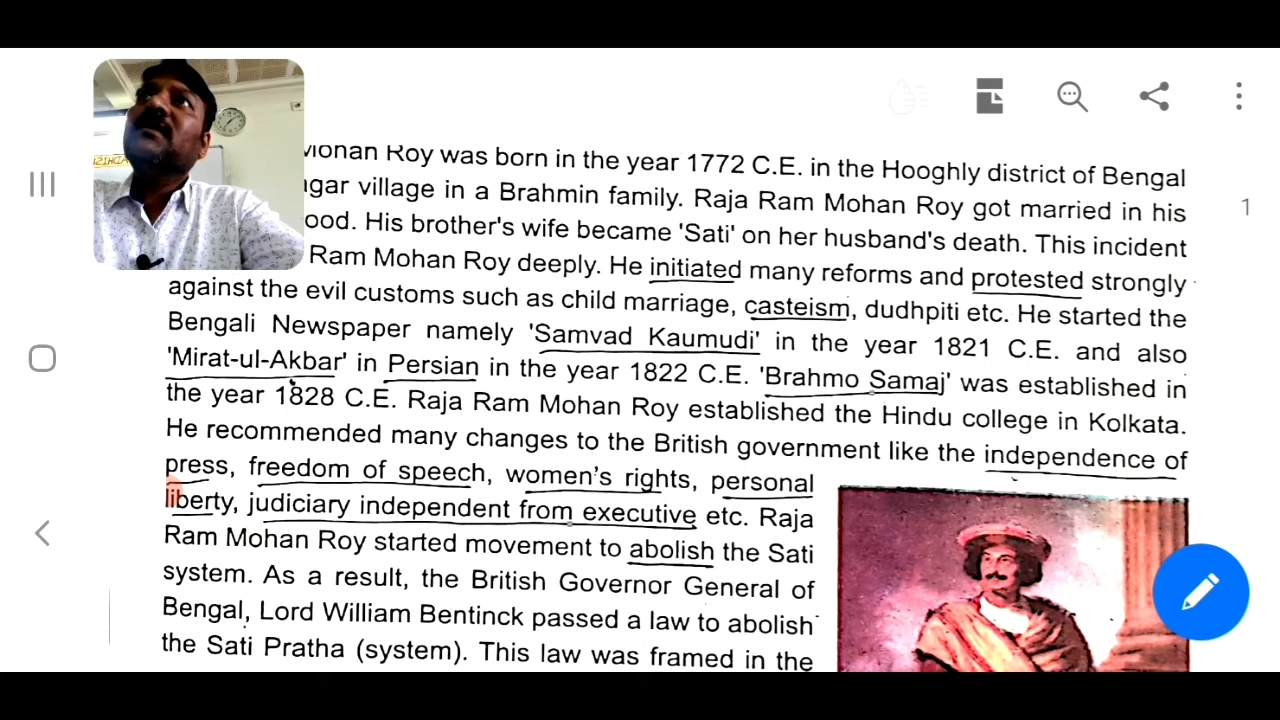 Mohan Roy was born in the year 1772 C.E. in the Hooghly district of Bengal
gar village in a Brahmin family. Raja Ram Mohan Roy got married in his
ood. His brother's wife became 'Sati' on her husband's death. This incident
Ram Mohan Roy deeply. He initiated many reforms and protested strongly
against the evil customs such as child marriage, casteism, dudhpiti etc. He started the
Bengali Newspaper namely 'Samvad Kaumudi' in the year 1821 C.E. and also
'Mirat-ul-Akbar' in Persian in the year 1822 C.E. 'Brahmo Samaj' was established in
the year 1828 C.E. Raja Ram Mohan Roy established the Hindu college in Kolkata.
He recommended many changes to the British government like the independence of
press, freedom of speech, women's rights, personal
liberty, judiciary independent from executive etc. Raja
Ram Mohan Roy started movement to abolish the Sati
system. As a result, the British Governor General of
Bengal, Lord William Bentinck passed a law to abolish
the Sati Pratha (system). This law was framed in the
1